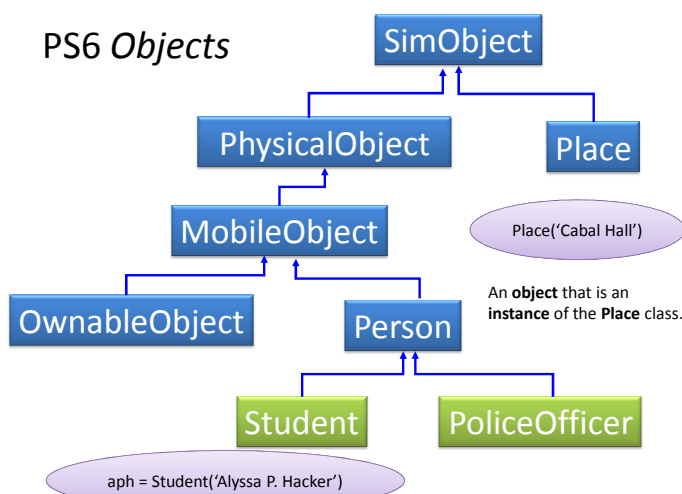 PS6 Objects
SimObject
PhysicalObject
Place
MobileObject
Place(‘Cabal Hall’)
An object that is an
instance of the Place class.
OwnableObject
Person
Student
PoliceOfficer
aph = Student(‘Alyssa P. Hacker’)